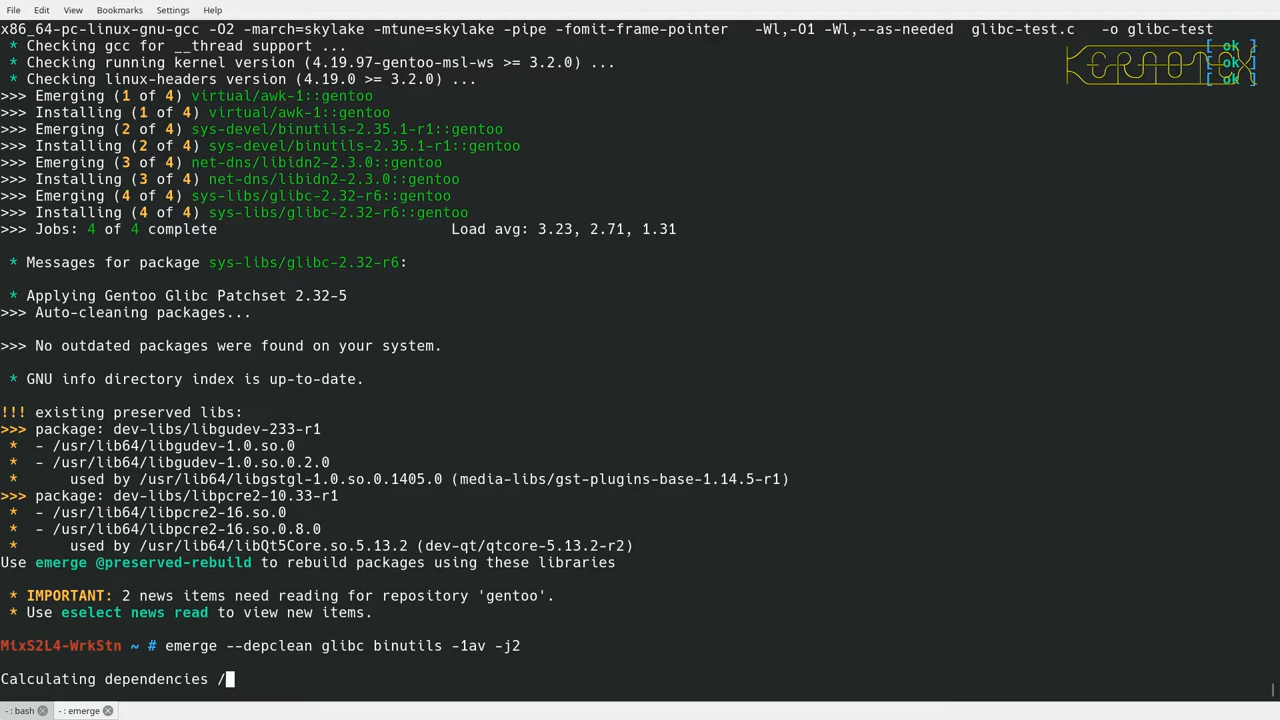 File Edit View Bookmarks Settings Help
x86_64-pc-linux-gnu-gcc -O2 -march=skylake -mtune=skylake -pipe -fomit-frame-pointer   -Wl,-O1 -Wl,--as-needed  glibc-test.c   -o glibc-test
 * Checking gcc for __thread support ... [ ok ]
 * Checking running kernel version (4.19.97-gentoo-msl-ws >= 3.2.0) ... [ ok ]
 * Checking linux-headers version (4.19.0 >= 3.2.0) ... [ ok ]
>>> Emerging (1 of 4) virtual/awk-1::gentoo
>>> Installing (1 of 4) virtual/awk-1::gentoo
>>> Emerging (2 of 4) sys-devel/binutils-2.35.1-r1::gentoo
>>> Installing (2 of 4) sys-devel/binutils-2.35.1-r1::gentoo
>>> Emerging (3 of 4) net-dns/libidn2-2.3.0::gentoo
>>> Installing (3 of 4) net-dns/libidn2-2.3.0::gentoo
>>> Emerging (4 of 4) sys-libs/glibc-2.32-r6::gentoo
>>> Installing (4 of 4) sys-libs/glibc-2.32-r6::gentoo
>>> Jobs: 4 of 4 complete                           Load avg: 3.23, 2.71, 1.31
 * Messages for package sys-libs/glibc-2.32-r6:
 * Applying Gentoo Glibc Patchset 2.32-5
>>> Auto-cleaning packages...
>>> No outdated packages were found on your system.
 * GNU info directory index is up-to-date.
!!! existing preserved libs:
>>> package: dev-libs/libgudev-233-r1
 *  - /usr/lib64/libgudev-1.0.so.0
 *  - /usr/lib64/libgudev-1.0.so.0.2.0
 *      used by /usr/lib64/libgstgl-1.0.so.0.1405.0 (media-libs/gst-plugins-base-1.14.5-r1)
>>> package: dev-libs/libpcre2-10.33-r1
 *  - /usr/lib64/libpcre2-16.so.0
 *  - /usr/lib64/libpcre2-16.so.0.8.0
 *      used by /usr/lib64/libQt5Core.so.5.13.2 (dev-qt/qtcore-5.13.2-r2)
Use emerge @preserved-rebuild to rebuild packages using these libraries
 * IMPORTANT: 2 news items need reading for repository 'gentoo'.
 * Use eselect news read to view new items.
MixS2L4-WrkStn ~ # emerge --depclean glibc binutils -1av -j2
Calculating dependencies /
- : bash
- : emerge